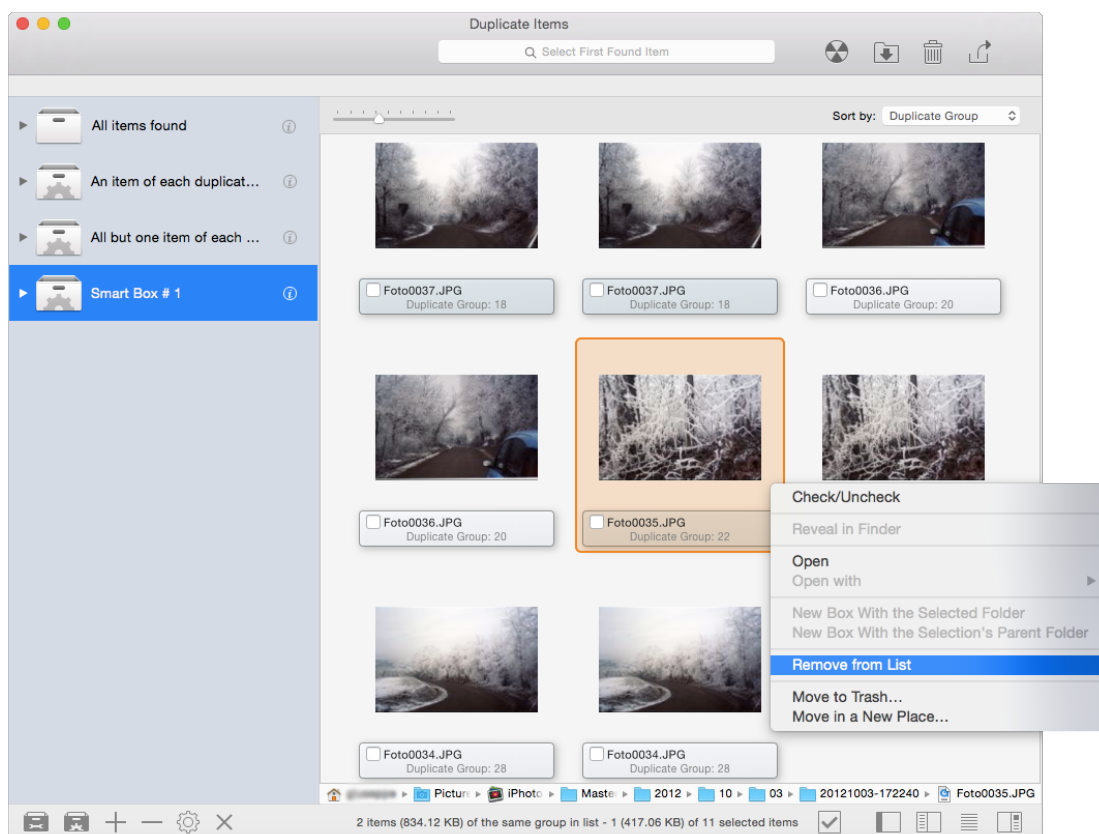 Duplicate Items
Select First Found Item
All items found
An item of each duplicat...
All but one item of each ...
Smart Box # 1
Sort by: Duplicate Group
Foto0037.JPG
Duplicate Group: 18
Foto0037.JPG
Duplicate Group: 18
Foto0036.JPG
Duplicate Group: 20
Foto0036.JPG
Duplicate Group: 20
Foto0035.JPG
Duplicate Group: 22
Check/Uncheck
Reveal in Finder
Open
Open with
New Box With the Selected Folder
New Box With the Selection's Parent Folder
Remove from List
Move to Trash...
Move in a New Place...
Foto0034.JPG
Duplicate Group: 28
Foto0034.JPG
Duplicate Group: 28
Pictur iPhoto Maste 2012 10 03 20121003-172240 Foto0035.JPG
2 items (834.12 KB) of the same group in list - 1 (417.06 KB) of 11 selected items